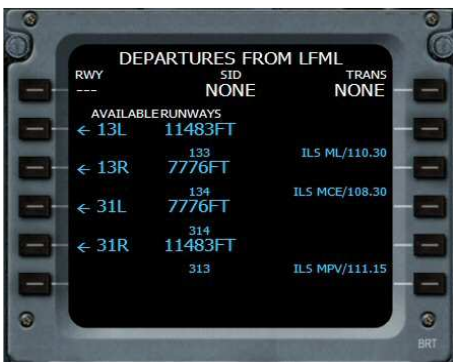 DEPARTURES FROM LFML
RWY SID TRANS
--- NONE NONE
AVAILABLE RUNWAYS
← 13L 11483FT
133 ILS ML/110.30
← 13R 7776FT
134 ILS MCE/108.30
← 31L 7776FT
314
← 31R 11483FT
313 ILS MPV/111.15
BRT